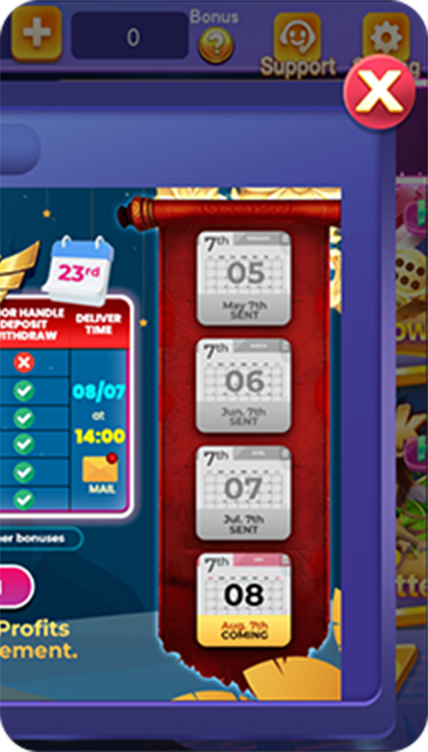 Bonus
0
Support
23rd
OR HANDLE
DEPOSIT
ITHDRAW
DELIVER
TIME
08/07
at
14:00
MAIL
er bonuses
Profits
ement.
7th
05
May 7th
SENT
7th
06
Jun. 7th
SENT
7th
07
Jul. 7th
SENT
7th
08
Aug. 7th
COMING